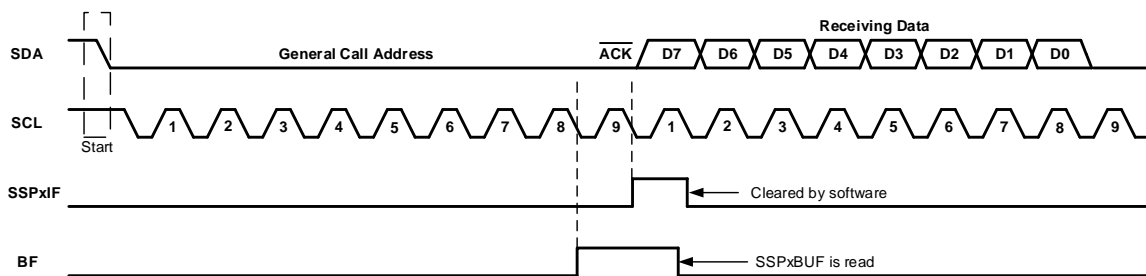 Receiving Data
SDA General Call Address ACK D7 D6 D5 D4 D3 D2 D1 D0
SCL 1 2 3 4 5 6 7 8 9 1 2 3 4 5 6 7 8 9
Start
SSPxIF Cleared by software
BF SSPxBUF is read